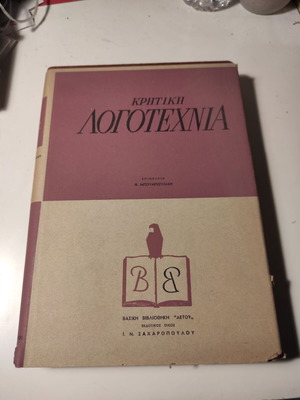 ΚΡΗΤΙΚΗ
ΛΟΓΟΤΕΧΝΙΑ
Β Β
ΒΑΣΙΚΗ ΒΙΒΛΙΟΘΗΚΗ "ΑΕΤΟΥ"
ΕΚΔΟΤΙΚΟΣ ΟΙΚΟΣ
Ι. Ν. ΖΑΧΑΡΟΠΟΥΛΟΥ